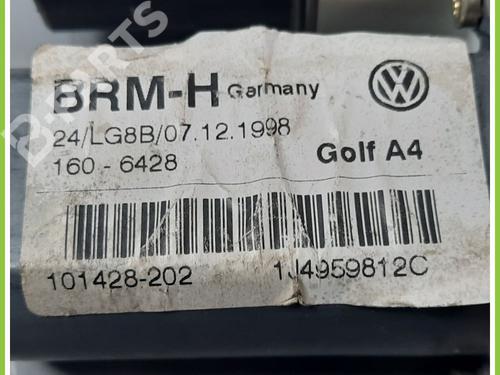 BRM-H Garmany
24/LG8B/07.12.1998
160-6428 Golf A4
101428-202 1J4959812C